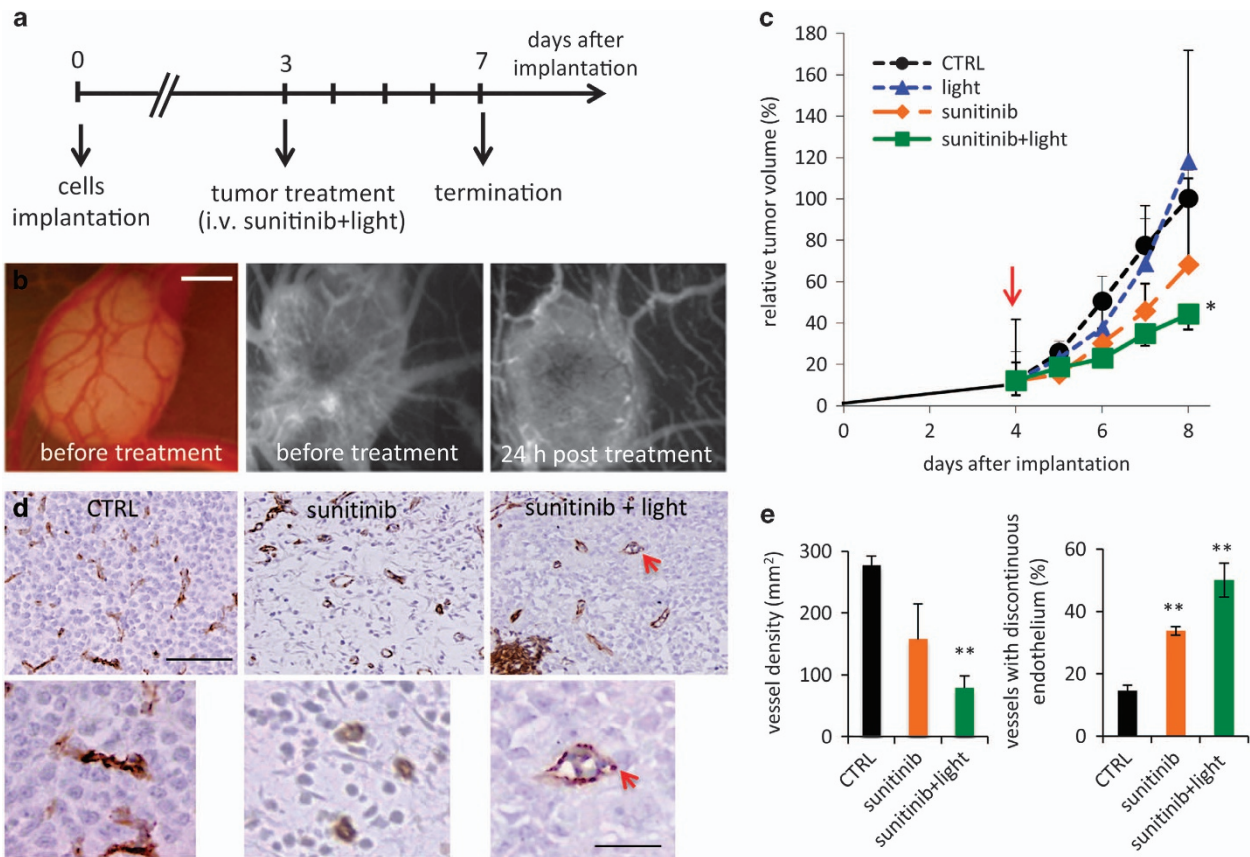 a
0
3
7
days after
implantation
cells
implantation
tumor treatment
(i.v. sunitinib+light)
termination
b
before treatment
before treatment
24 h post treatment
c
relative tumor volume (%)
180
160
140
120
100
80
60
40
20
0
CTRL
light
sunitinib
sunitinib+light
*
0
2
4
6
8
days after implantation
d
CTRL
sunitinib
sunitinib + light
e
vessel density (mm²)
300
200
100
0
**
CTRL
sunitinib
sunitinib+light
vessels with discontinuous
endothelium (%)
60
40
20
0
**
**
CTRL
sunitinib
sunitinib+light